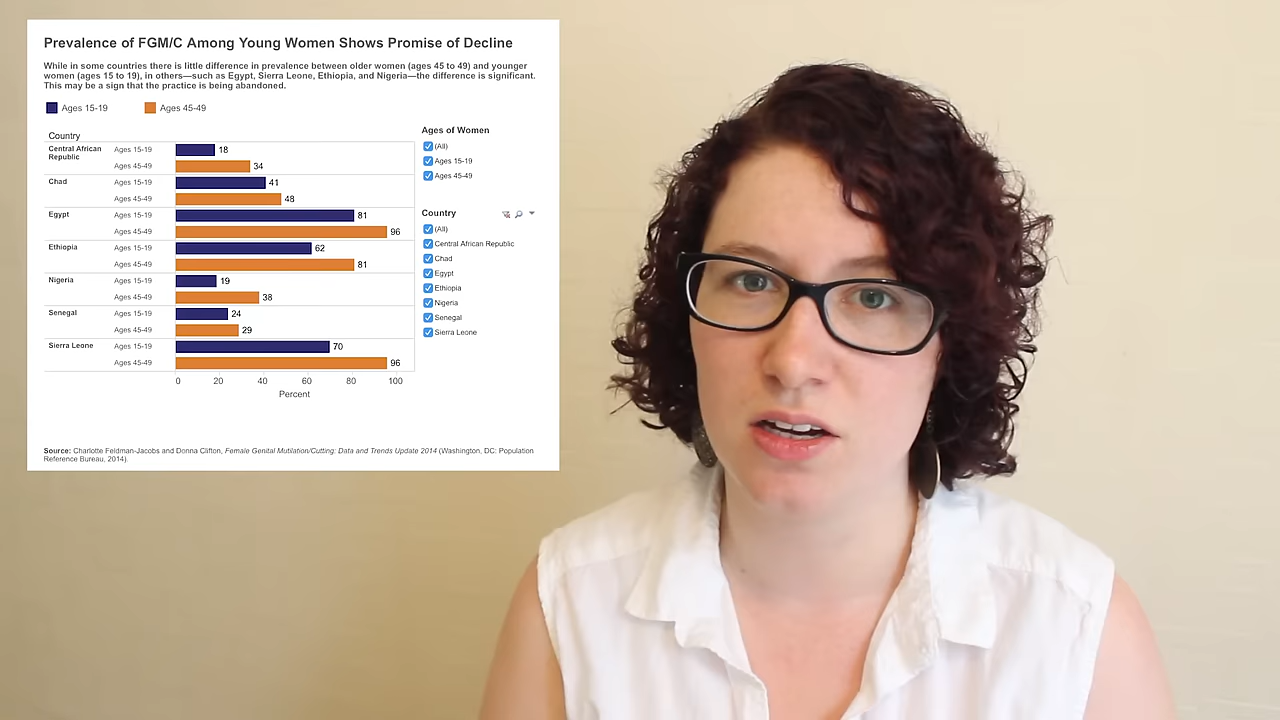 Prevalence of FGM/C Among Young Women Shows Promise of Decline
While in some countries there is little difference in prevalence between older women (ages 45 to 49) and younger
women (ages 15 to 19), in others—such as Egypt, Sierra Leone, Ethiopia, and Nigeria—the difference is significant.
This may be a sign that the practice is being abandoned.
Ages 15-19 Ages 45-49
Country
Central African Republic Ages 15-19 18
Ages 45-49 34
Chad Ages 15-19 41
Ages 45-49 48
Egypt Ages 15-19 81
Ages 45-49 96
Ethiopia Ages 15-19 62
Ages 45-49 81
Nigeria Ages 15-19 19
Ages 45-49 38
Senegal Ages 15-19 24
Ages 45-49 29
Sierra Leone Ages 15-19 70
Ages 45-49 96
0 20 40 60 80 100
Percent
Ages of Women
(All)
Ages 15-19
Ages 45-49
Country
(All)
Central African Republic
Chad
Egypt
Ethiopia
Nigeria
Senegal
Sierra Leone
Source: Charlotte Feldman-Jacobs and Donna Clifton, Female Genital Mutilation/Cutting: Data and Trends Update 2014 (Washington, DC: Population
Reference Bureau, 2014).